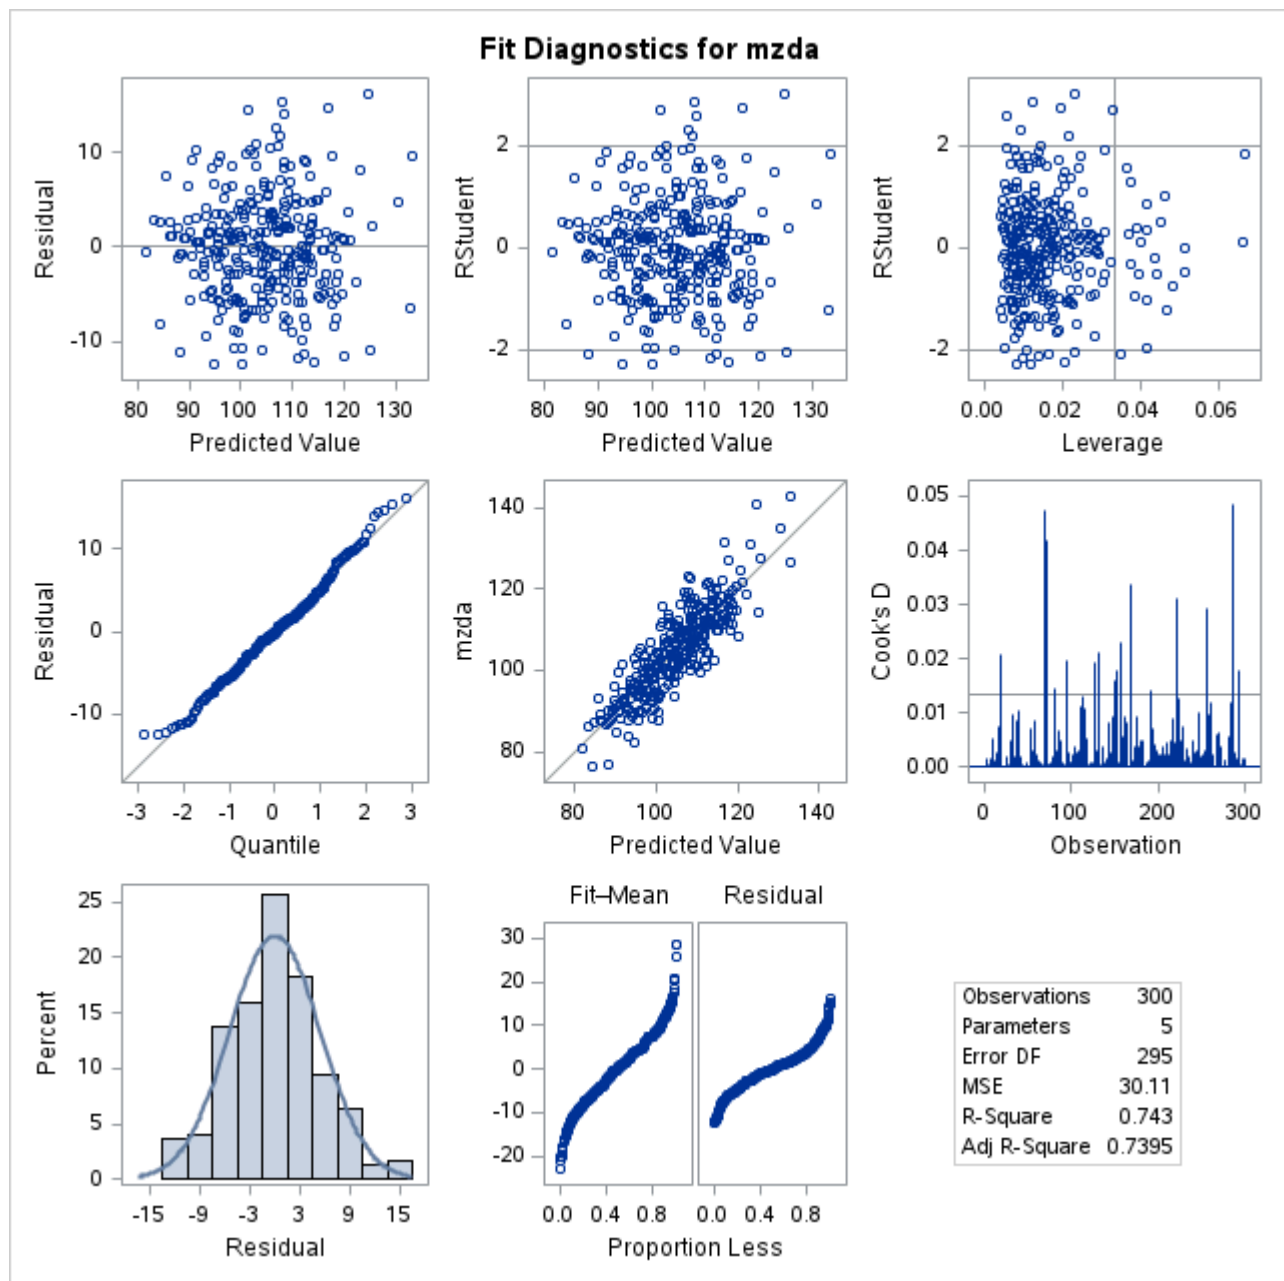 Fit Diagnostics for mzda
Residual
10
0
-10
80 90 100 110 120 130
Predicted Value
RStudent
2
0
-2
80 90 100 110 120 130
Predicted Value
RStudent
2
0
-2
0.00 0.02 0.04 0.06
Leverage
Residual
10
0
-10
-3 -2 -1 0 1 2 3
Quantile
mzda
140
120
100
80
80 100 120 140
Predicted Value
Cook's D
0.05
0.04
0.03
0.02
0.01
0.00
0 100 200 300
Observation
Percent
25
20
15
10
5
0
-15 -9 -3 3 9 15
Residual
Fit–Mean Residual
30
20
10
0
-10
-20
0.0 0.4 0.8 0.0 0.4 0.8
Proportion Less
Observations 300
Parameters 5
Error DF 295
MSE 30.11
R-Square 0.743
Adj R-Square 0.7395